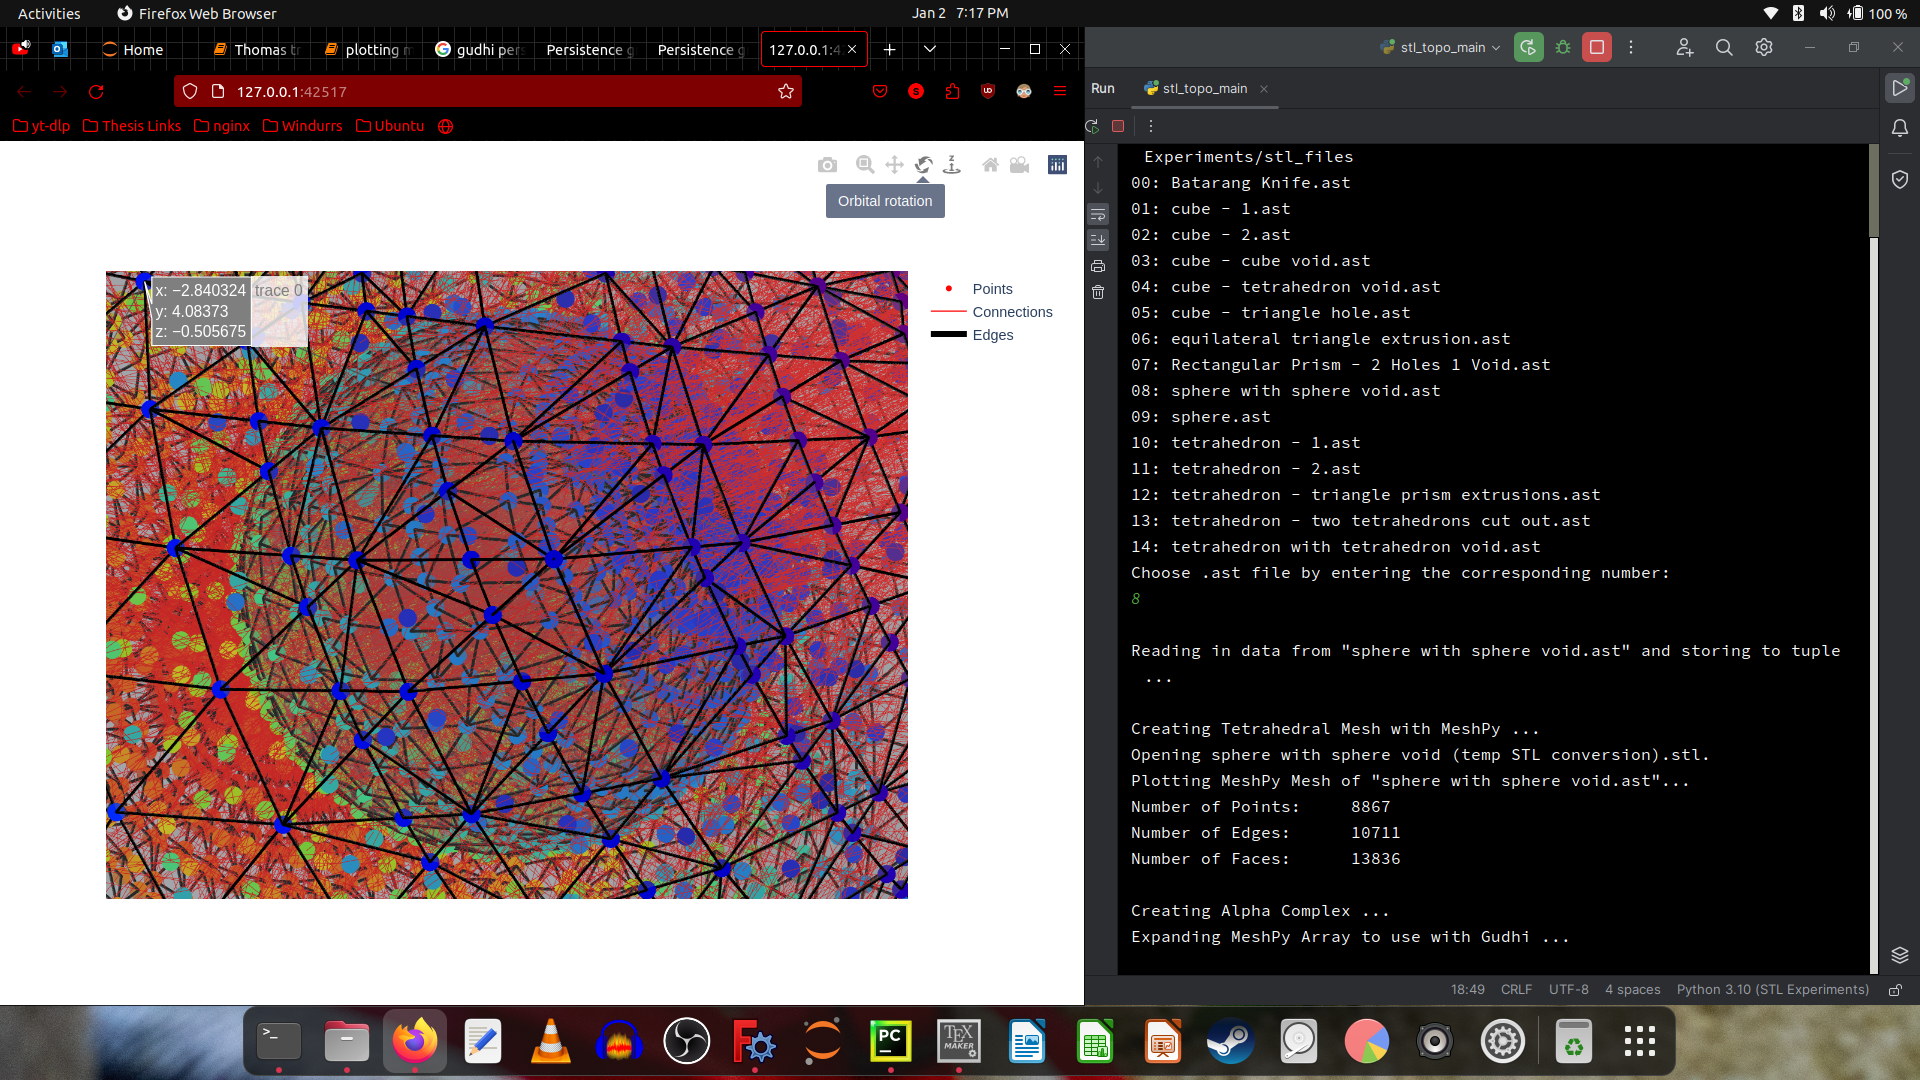 Activities
Firefox Web Browser
Jan 2 7:17 PM
100 %
Home
Thomas tr
plotting m
gudhi pers
Persistence g
Persistence g
127.0.0.1:4
127.0.0.1:42517
yt-dlp
Thesis Links
nginx
Windurrs
Ubuntu
Orbital rotation
x: −2.840324
trace 0
y: 4.08373
z: −0.505675
Points
Connections
Edges
stl_topo_main
Run
stl_topo_main
Experiments/stl_files
00: Batarang Knife.ast
01: cube - 1.ast
02: cube - 2.ast
03: cube - cube void.ast
04: cube - tetrahedron void.ast
05: cube - triangle hole.ast
06: equilateral triangle extrusion.ast
07: Rectangular Prism - 2 Holes 1 Void.ast
08: sphere with sphere void.ast
09: sphere.ast
10: tetrahedron - 1.ast
11: tetrahedron - 2.ast
12: tetrahedron - triangle prism extrusions.ast
13: tetrahedron - two tetrahedrons cut out.ast
14: tetrahedron with tetrahedron void.ast
Choose .ast file by entering the corresponding number:
8
Reading in data from "sphere with sphere void.ast" and storing to tuple
...
Creating Tetrahedral Mesh with MeshPy ...
Opening sphere with sphere void (temp STL conversion).stl.
Plotting MeshPy Mesh of "sphere with sphere void.ast"...
Number of Points: 8867
Number of Edges: 10711
Number of Faces: 13836
Creating Alpha Complex ...
Expanding MeshPy Array to use with Gudhi ...
18:49 CRLF UTF-8 4 spaces Python 3.10 (STL Experiments)
>_
PC
TEX
MAKER